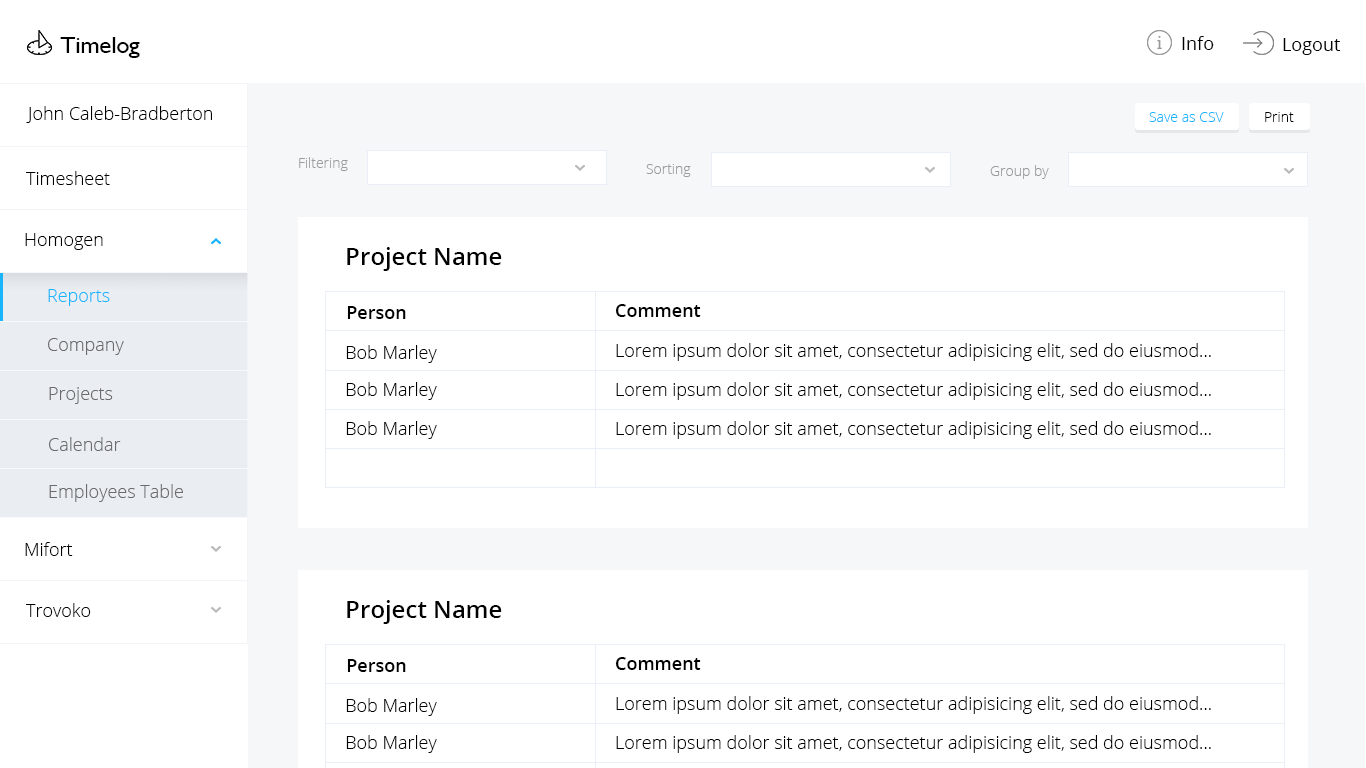 Timelog
Info
Logout
John Caleb-Bradberton
Timesheet
Homogen
Reports
Company
Projects
Calendar
Employees Table
Mifort
Trovoko
Save as CSV
Print
Filtering
Sorting
Group by
Project Name
Person Comment
Bob Marley Lorem ipsum dolor sit amet, consectetur adipisicing elit, sed do eiusmod...
Bob Marley Lorem ipsum dolor sit amet, consectetur adipisicing elit, sed do eiusmod...
Bob Marley Lorem ipsum dolor sit amet, consectetur adipisicing elit, sed do eiusmod...
Project Name
Person Comment
Bob Marley Lorem ipsum dolor sit amet, consectetur adipisicing elit, sed do eiusmod...
Bob Marley Lorem ipsum dolor sit amet, consectetur adipisicing elit, sed do eiusmod...